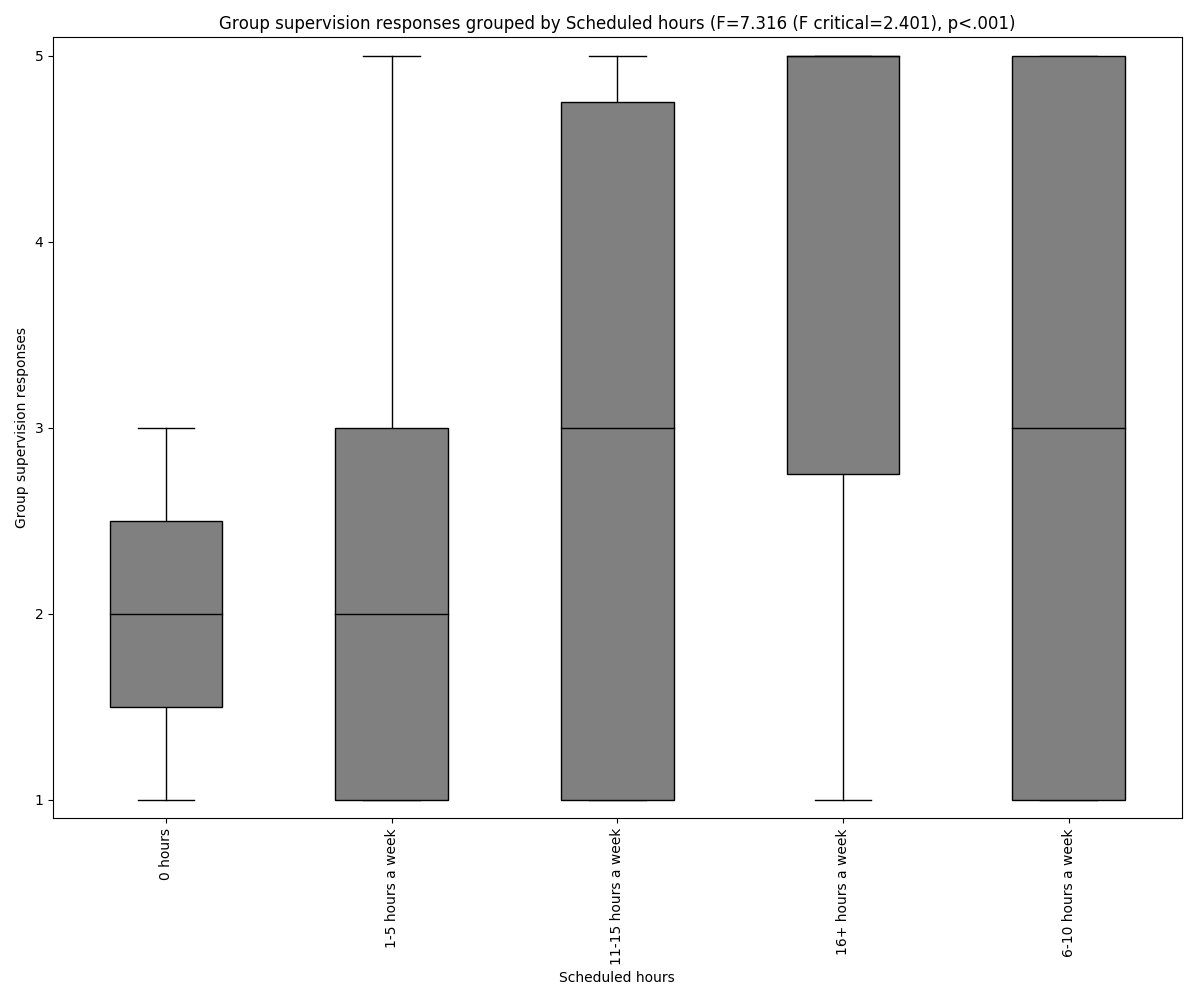 Group supervision responses grouped by Scheduled hours (F=7.316 (F critical=2.401), p<.001)
Group supervision responses
5
4
3
2
1
0 hours
1-5 hours a week
11-15 hours a week
16+ hours a week
6-10 hours a week
Scheduled hours